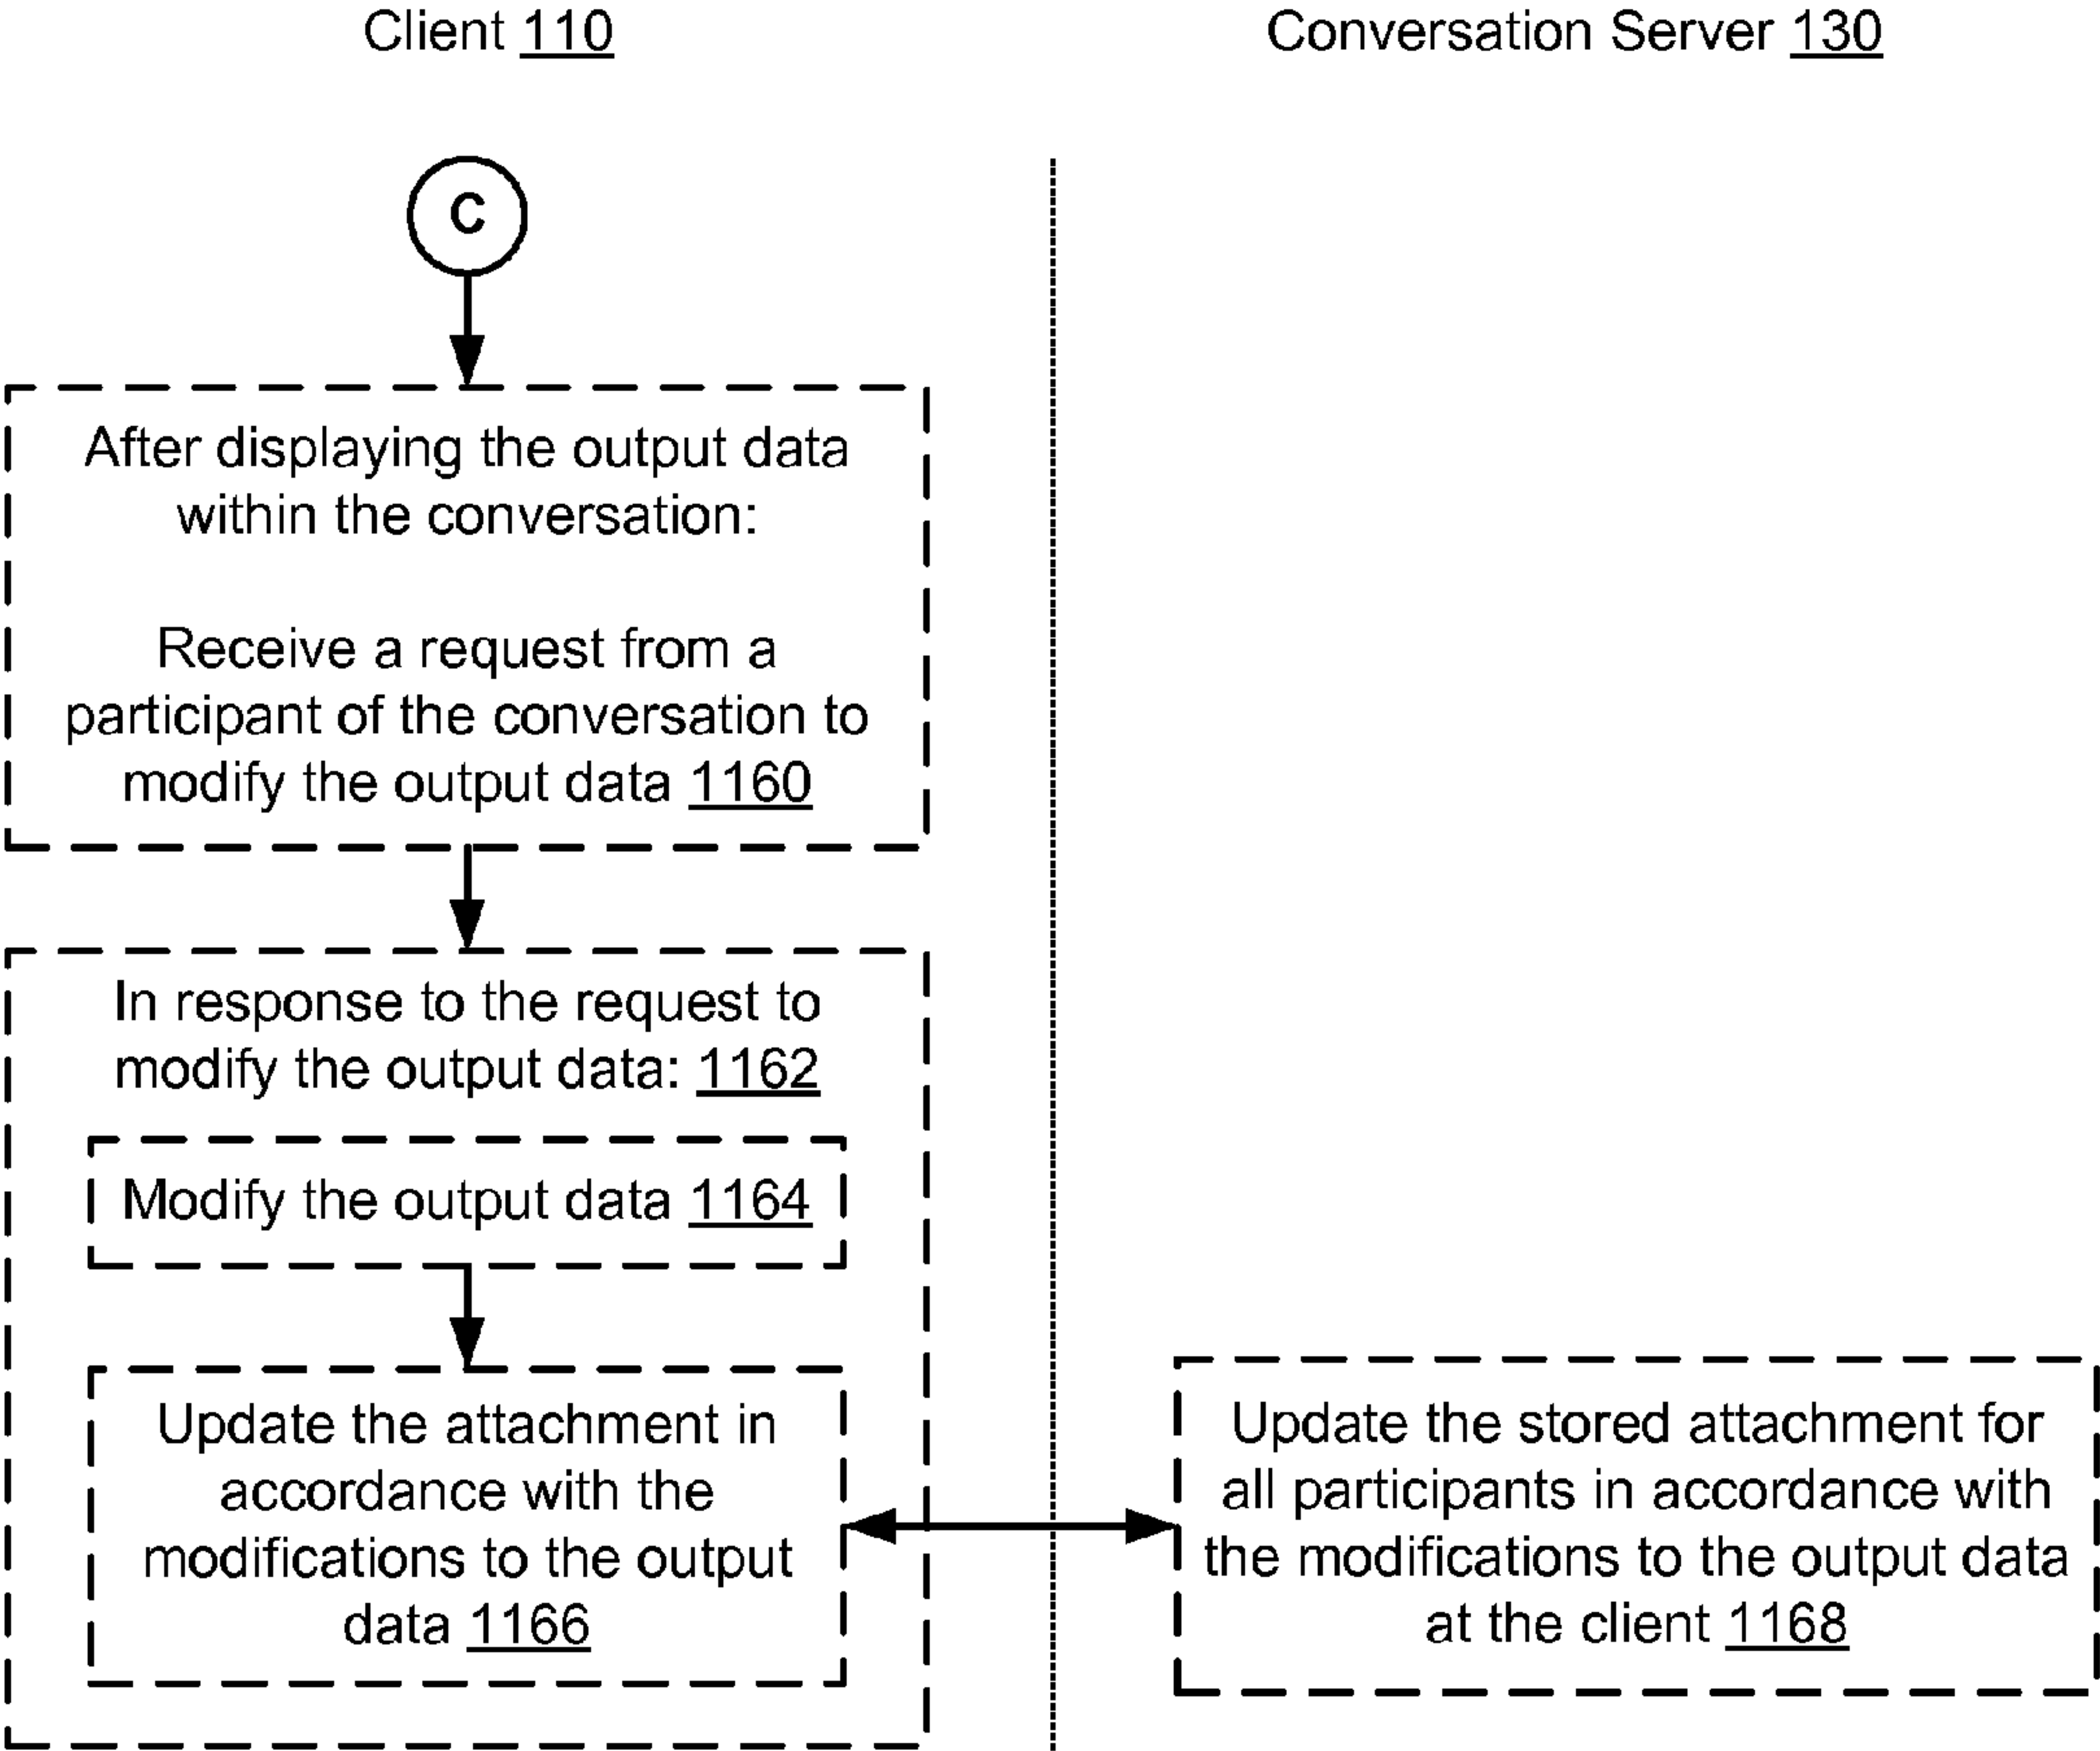 Client 110
Conversation Server 130
C
After displaying the output data
within the conversation:
Receive a request from a
participant of the conversation to
modify the output data 1160
In response to the request to
modify the output data: 1162
Modify the output data 1164
Update the attachment in
accordance with the
modifications to the output
data 1166
Update the stored attachment for
all participants in accordance with
the modifications to the output data
at the client 1168